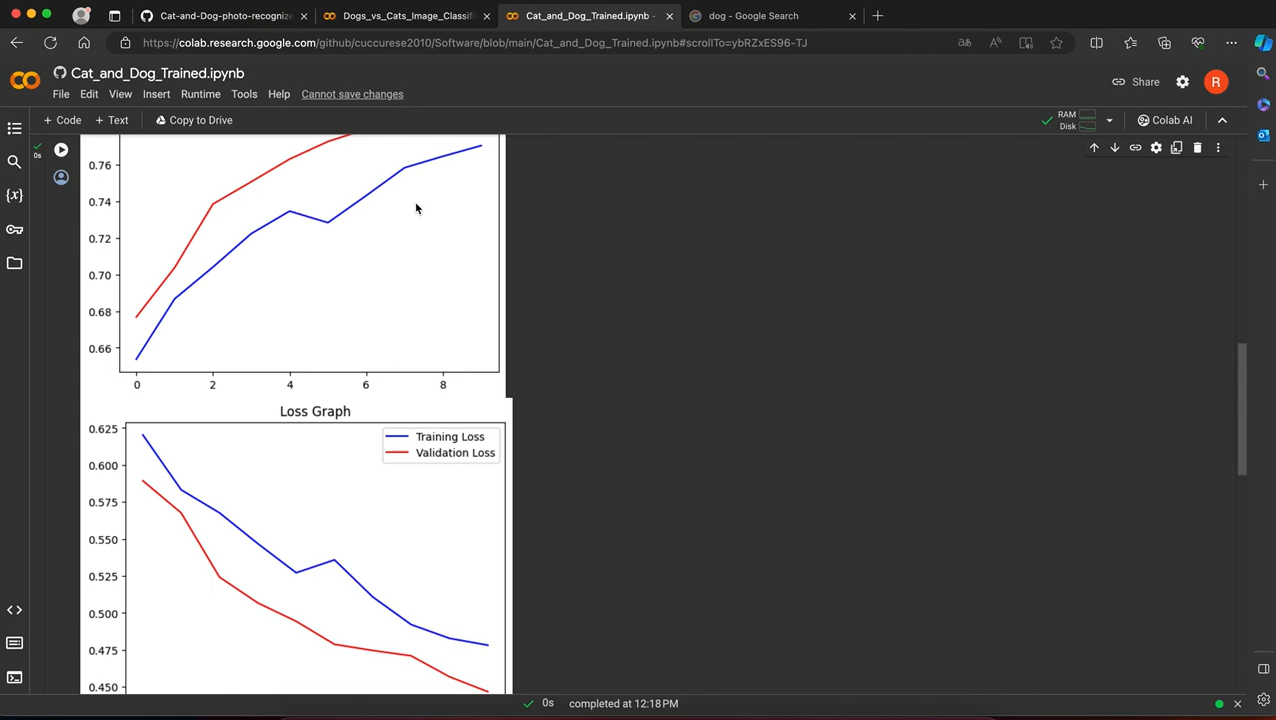 Cat-and-Dog-photo-recognize
Dogs_vs_Cats_Image_Classifi
Cat_and_Dog_Trained.ipynb -
dog - Google Search
https://colab.research.google.com/github/cuccurese2010/Software/blob/main/Cat_and_Dog_Trained.ipynb#scrollTo=ybRZxES96-TJ
Cat_and_Dog_Trained.ipynb
Share
R
File Edit View Insert Runtime Tools Help Cannot save changes
+ Code + Text Copy to Drive
RAM
Disk
Colab AI
0s
0.76
0.74
0.72
0.70
0.68
0.66
0 2 4 6 8
Loss Graph
0.625
Training Loss
Validation Loss
0.600
0.575
0.550
0.525
0.500
0.475
0.450
0s completed at 12:18 PM